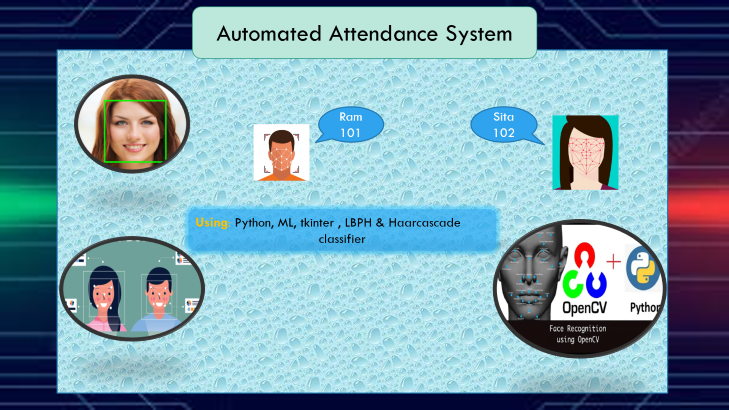 Automated Attendance System
Ram
101
Sita
102
Using Python, ML, tkinter , LBPH & Haarcascade
classifier
OpenCV
+
Python
Face Recognition
using OpenCV